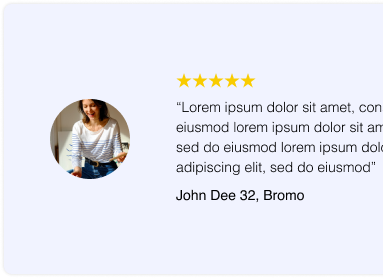 “Lorem ipsum dolor sit amet, con
eiusmod lorem ipsum dolor sit am
sed do eiusmod lorem ipsum dolo
adipiscing elit, sed do eiusmod”
John Dee 32, Bromo